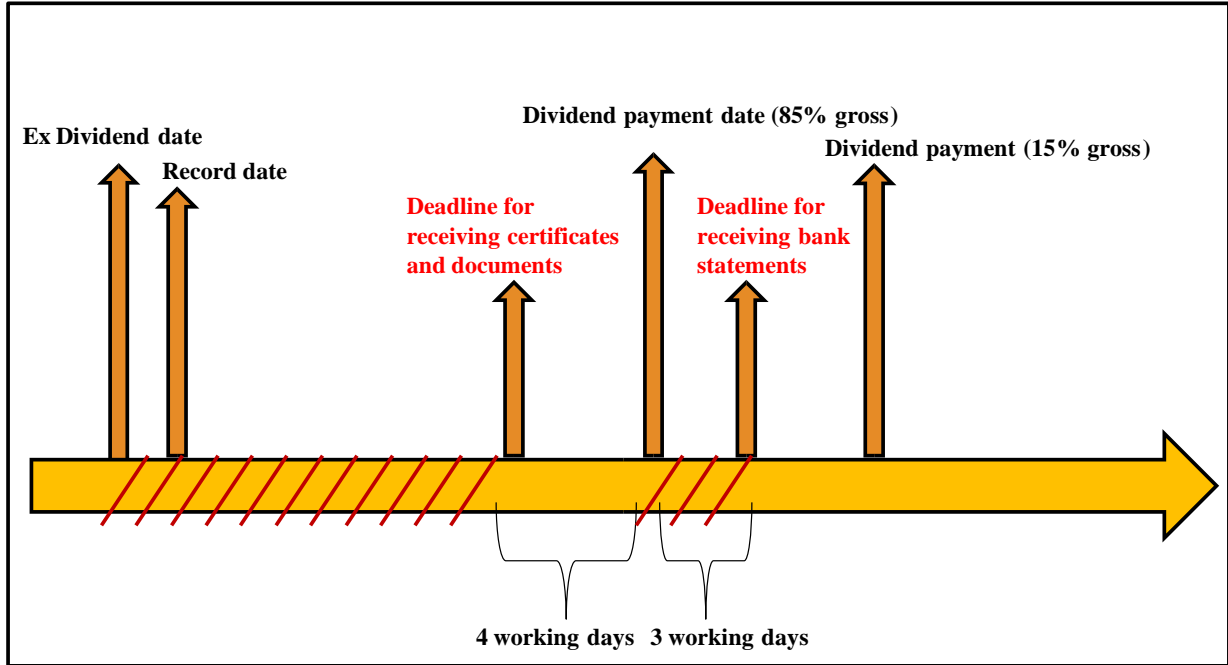 Ex Dividend date
Record date
Deadline for
receiving certificates
and documents
Dividend payment date (85% gross)
Deadline for
receiving bank
statements
Dividend payment (15% gross)
4 working days
3 working days